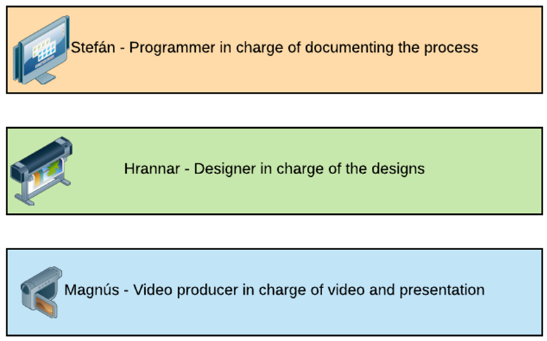 Stefán - Programmer in charge of documenting the process
Hrannar - Designer in charge of the designs
Magnús - Video producer in charge of video and presentation